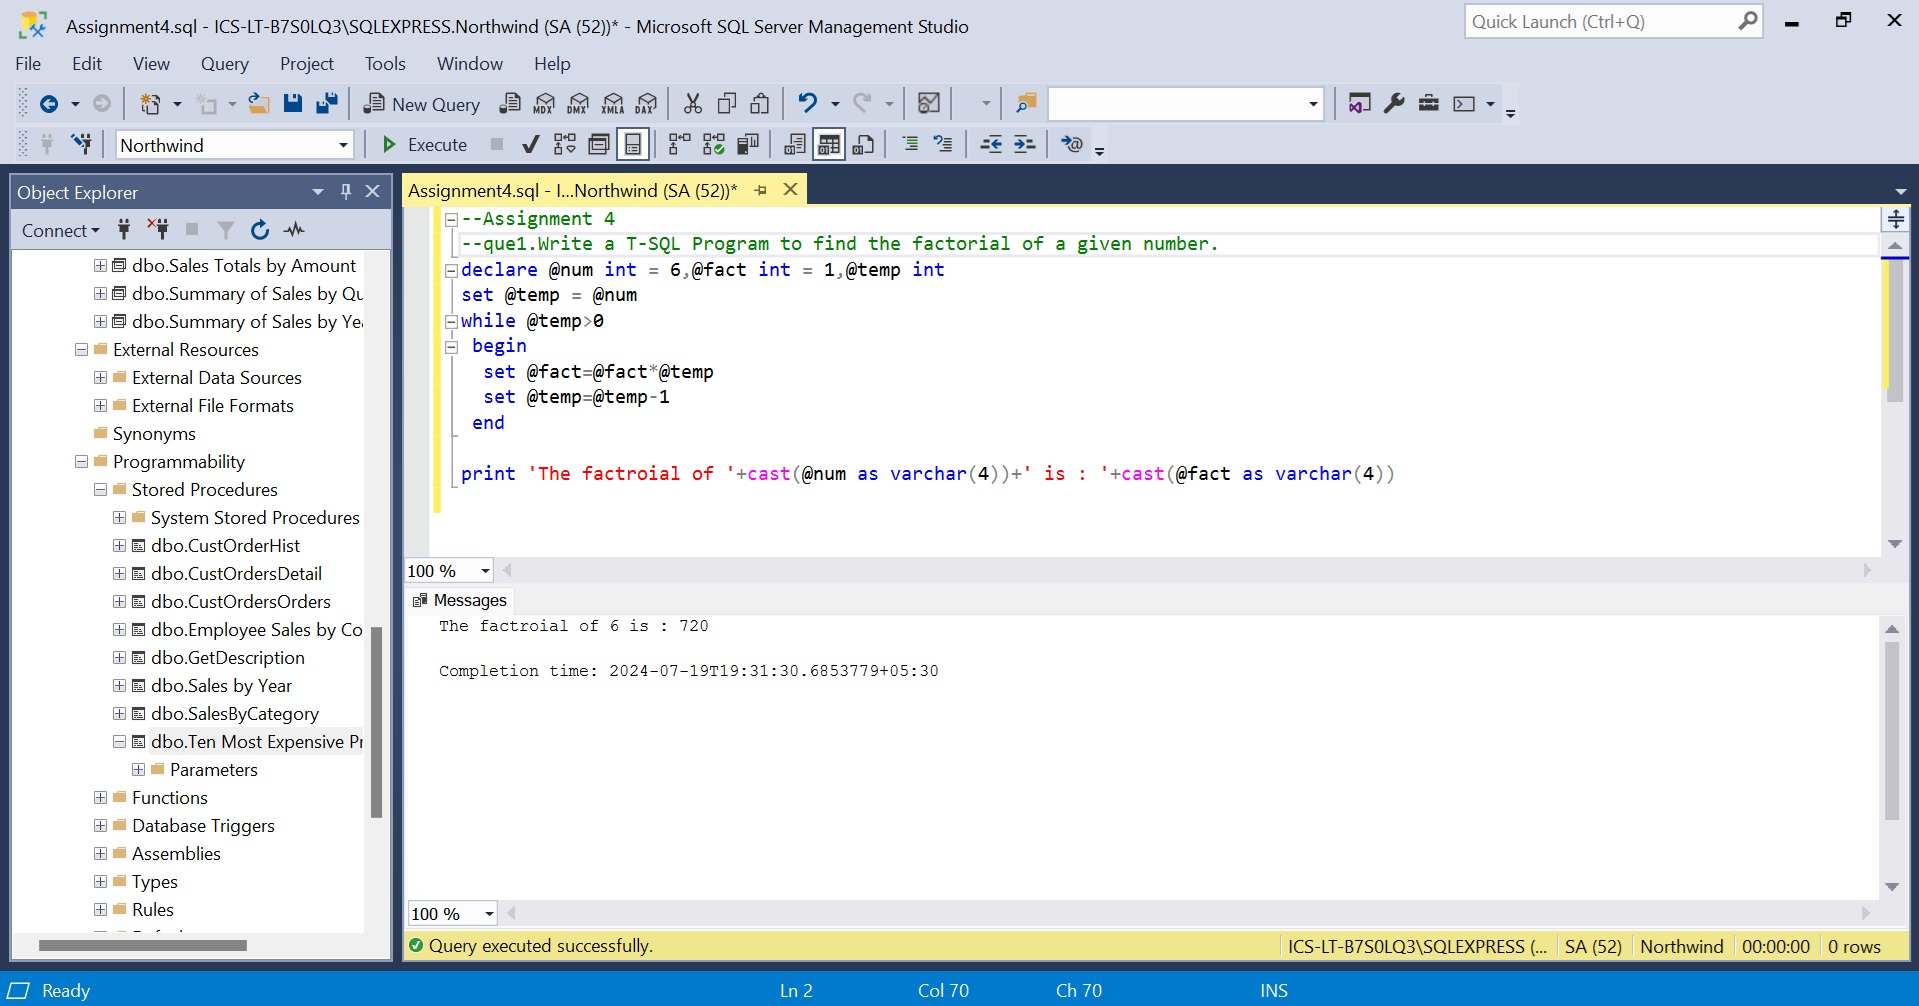 Assignment4.sql - ICS-LT-B7S0LQ3\SQLEXPRESS.Northwind (SA (52))* - Microsoft SQL Server Management Studio
Quick Launch (Ctrl+Q)
File Edit View Query Project Tools Window Help
New Query MDX DMX XMLA DAX
Northwind Execute
Object Explorer
Connect
dbo.Sales Totals by Amount
dbo.Summary of Sales by Qu
dbo.Summary of Sales by Ye
External Resources
External Data Sources
External File Formats
Synonyms
Programmability
Stored Procedures
System Stored Procedures
dbo.CustOrderHist
dbo.CustOrdersDetail
dbo.CustOrdersOrders
dbo.Employee Sales by Co
dbo.GetDescription
dbo.Sales by Year
dbo.SalesByCategory
dbo.Ten Most Expensive Pr
Parameters
Functions
Database Triggers
Assemblies
Types
Rules
Assignment4.sql - I...Northwind (SA (52))*
--Assignment 4
--que1.Write a T-SQL Program to find the factorial of a given number.
declare @num int = 6,@fact int = 1,@temp int
set @temp = @num
while @temp>0
begin
set @fact=@fact*@temp
set @temp=@temp-1
end
print 'The factroial of '+cast(@num as varchar(4))+' is : '+cast(@fact as varchar(4))
100 %
Messages
The factroial of 6 is : 720
Completion time: 2024-07-19T19:31:30.6853779+05:30
100 %
Query executed successfully. ICS-LT-B7S0LQ3\SQLEXPRESS (... SA (52) Northwind 00:00:00 0 rows
Ready Ln 2 Col 70 Ch 70 INS